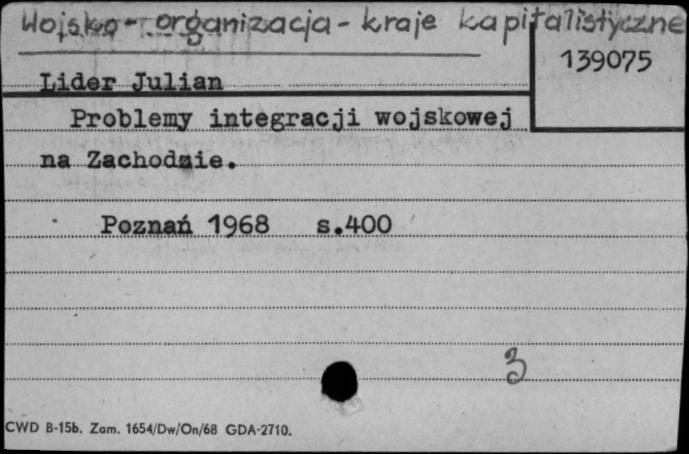 Wojsko - organizacja - kraje kapitalistyczne
139075
Lider Julian
Problemy integracji wojskowej
na Zachodzie.
Poznań 1968 s.400
3
CWD B-15b. Zam. 1654/Dw/On/68 GDA-2710.